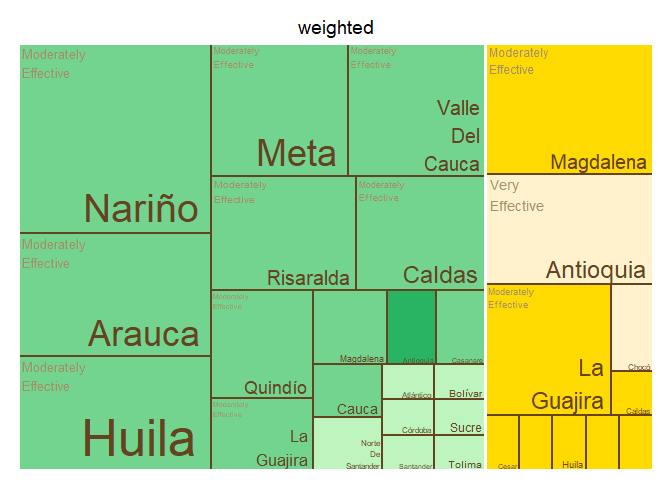 weighted
Moderately
Effective
Nariño
Moderately
Effective
Arauca
Moderately
Effective
Huila
Moderately
Effective
Meta
Moderately
Effective
Valle
Del
Cauca
Moderately
Effective
Risaralda
Moderately
Effective
Caldas
Moderately
Effective
Quindío
Moderately
Effective
La
Guajira
Magdalena
Antioquia
Casanare
Cauca
Atlántico
Bolívar
Norte
De
Santander
Córdoba
Sucre
Santander
Tolima
Moderately
Effective
Magdalena
Very
Effective
Antioquia
Moderately
Effective
La
Guajira
Chocó
Caldas
Cesar
Huila